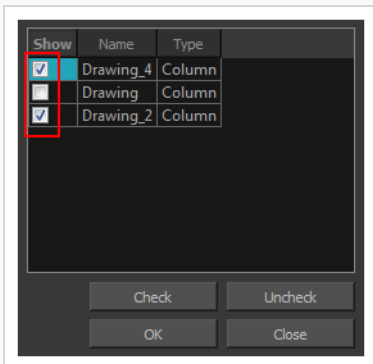 Show Name Type
Drawing_4 Column
Drawing Column
Drawing_2 Column
Check Uncheck
OK Close